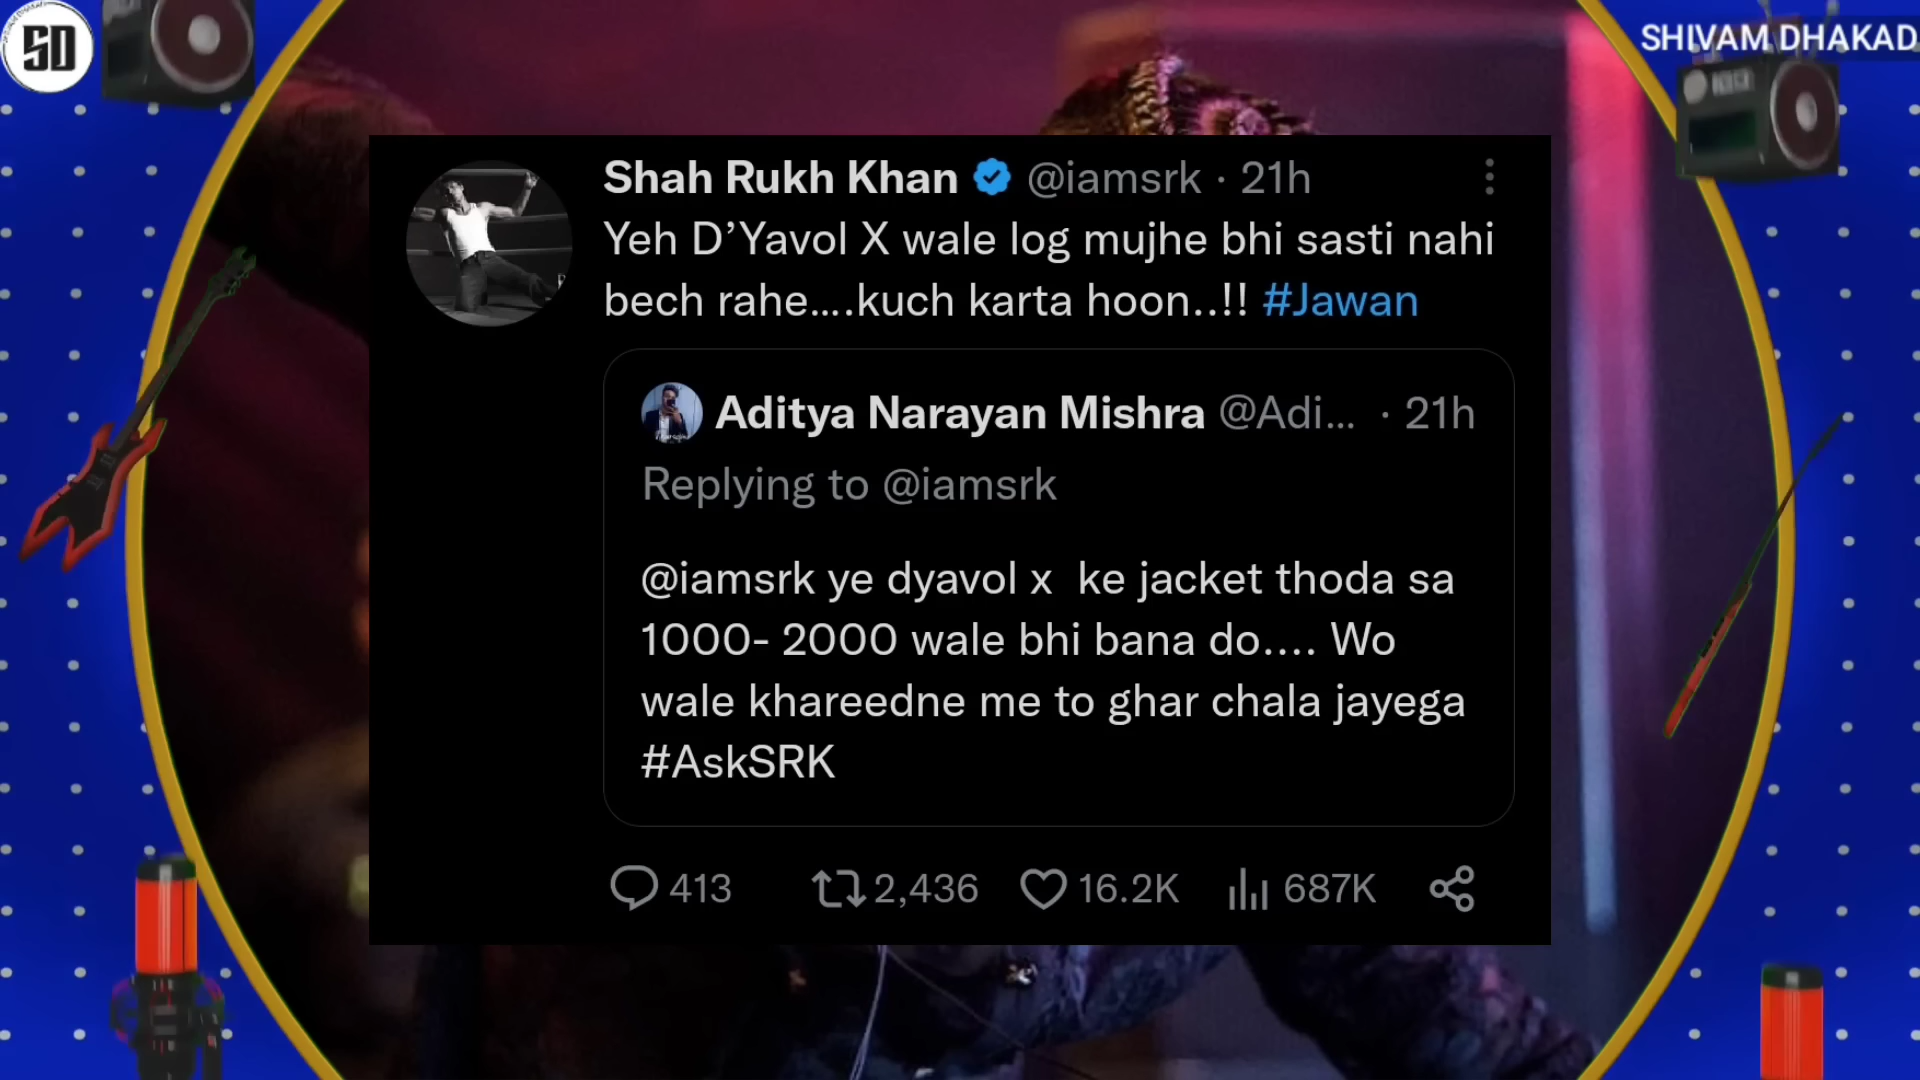 SD
SHIVAM DHAKAD
Shah Rukh Khan @iamsrk · 21h
Yeh D’Yavol X wale log mujhe bhi sasti nahi
bech rahe....kuch karta hoon..!! #Jawan
Aditya Narayan Mishra @Adi... · 21h
Replying to @iamsrk
@iamsrk ye dyavol x  ke jacket thoda sa
1000- 2000 wale bhi bana do.... Wo
wale khareedne me to ghar chala jayega
#AskSRK
413 2,436 16.2K 687K